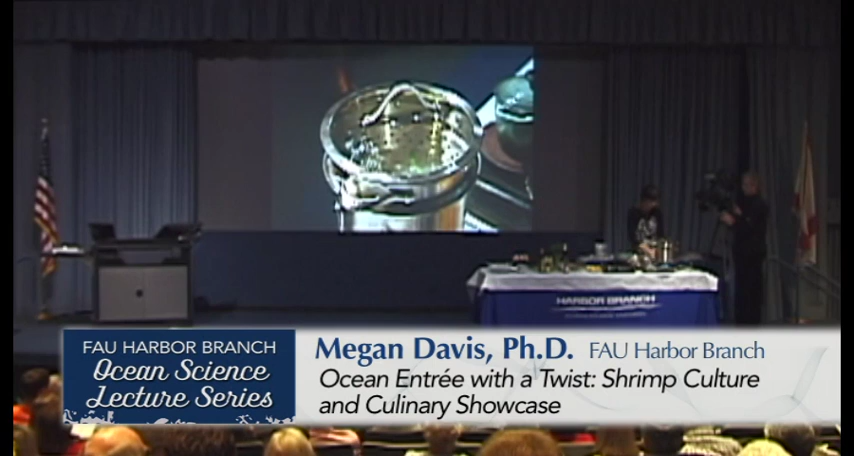 HARBOR BRANCH
FAU HARBOR BRANCH
Ocean Science
Lecture Series
Megan Davis, Ph.D. FAU Harbor Branch
Ocean Entrée with a Twist: Shrimp Culture
and Culinary Showcase